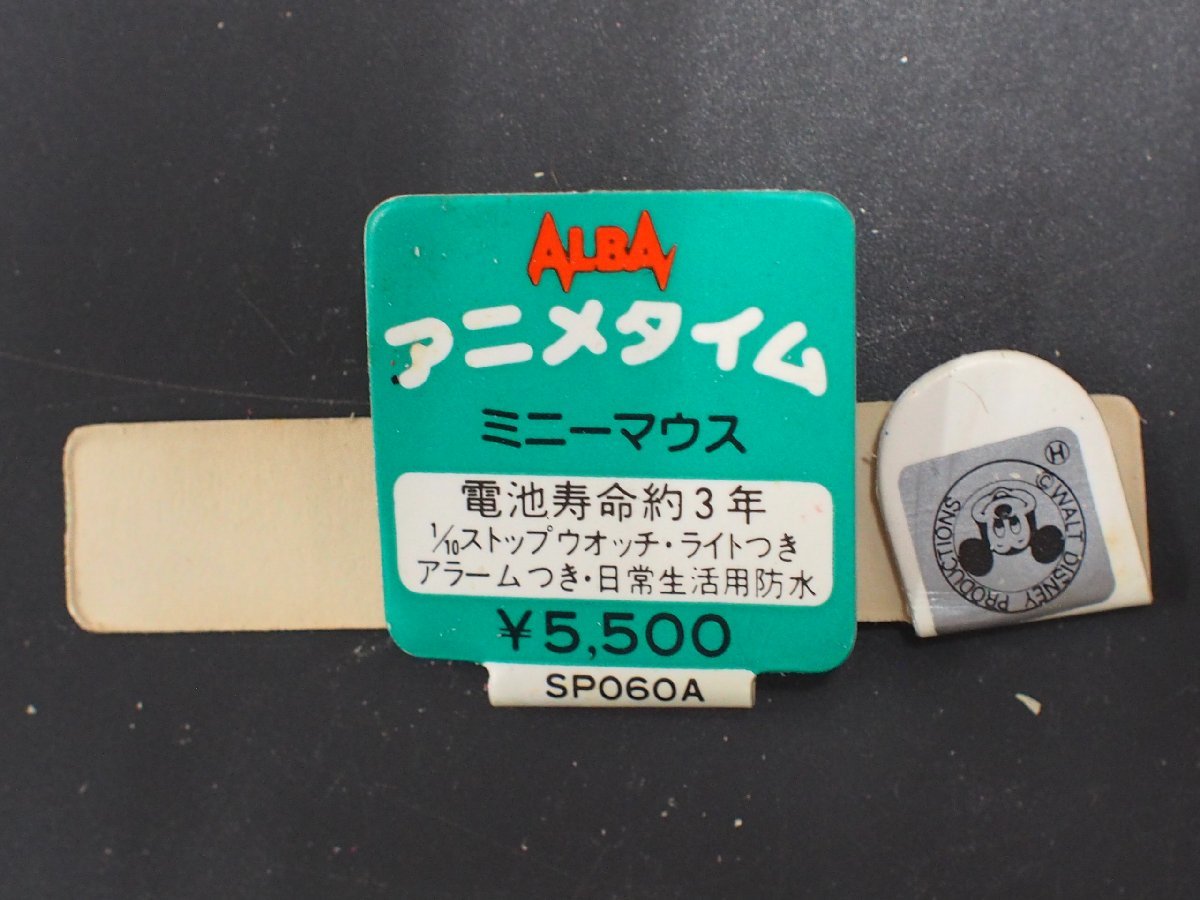 ALBA
アニメタイム
ミニーマウス
電池寿命約3年
1/10ストップウオッチ・ライトつき
アラームつき・日常生活用防水
¥5,500
SP060A
Ⓗ
© WALT DISNEY PRODUCTIONS